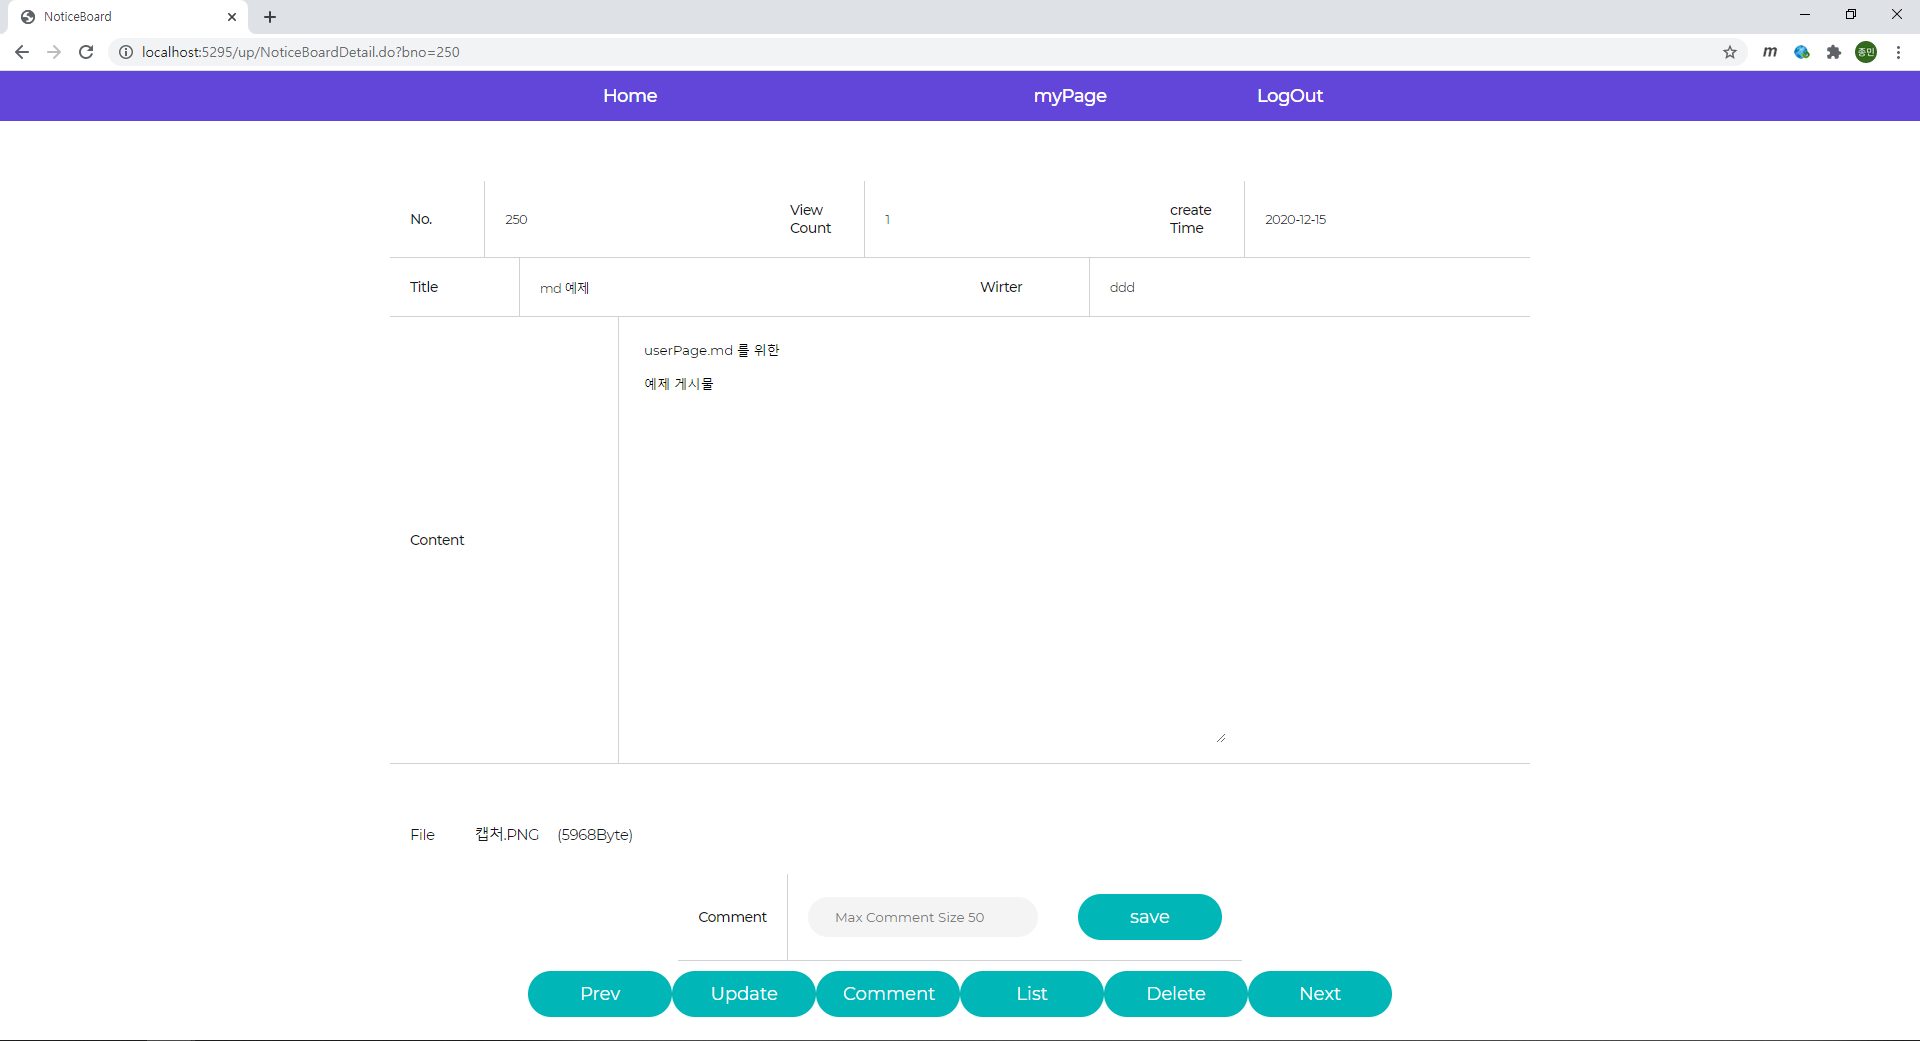 NoticeBoard
localhost:5295/up/NoticeBoardDetail.do?bno=250
m
종민
Home myPage LogOut
No. 250 View Count 1 create Time 2020-12-15
Title md 예제 Wirter ddd
Content
userPage.md 를 위한
예제 게시물
File 캡처.PNG (5968Byte)
Comment Max Comment Size 50 save
Prev Update Comment List Delete Next